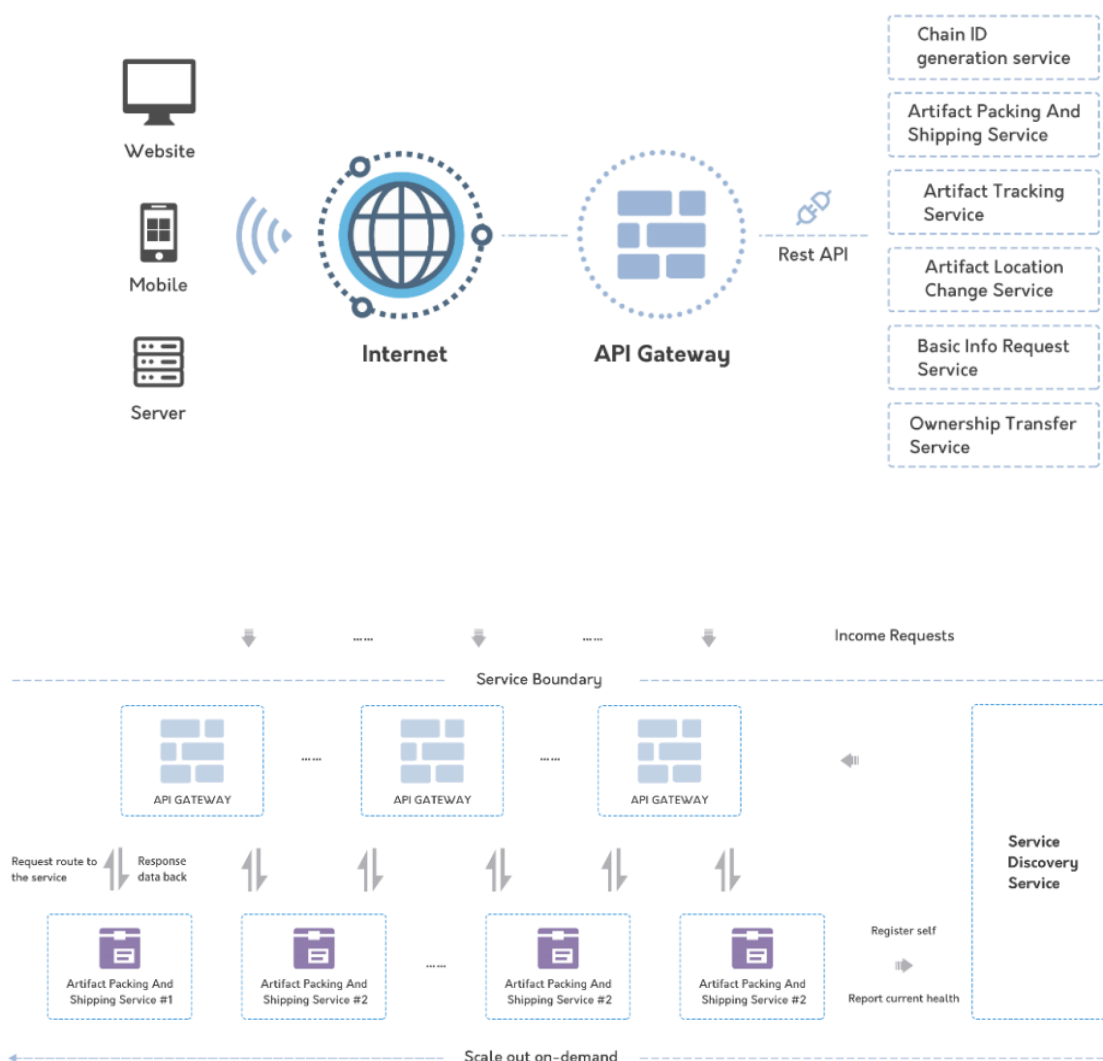 Website
Mobile
Server
Internet
API Gateway
Rest API
Chain ID
generation service
Artifact Packing And
Shipping Service
Artifact Tracking
Service
Artifact Location
Change Service
Basic Info Request
Service
Ownership Transfer
Service
...... ...... Income Requests
Service Boundary
API GATEWAY ...... API GATEWAY ...... API GATEWAY
Service
Discovery
Service
Request route to
the service
Response
data back
Artifact Packing And
Shipping Service #1
Artifact Packing And
Shipping Service #2
......
Artifact Packing And
Shipping Service #2
Artifact Packing And
Shipping Service #2
Register self
Report current health
Scale out on-demand